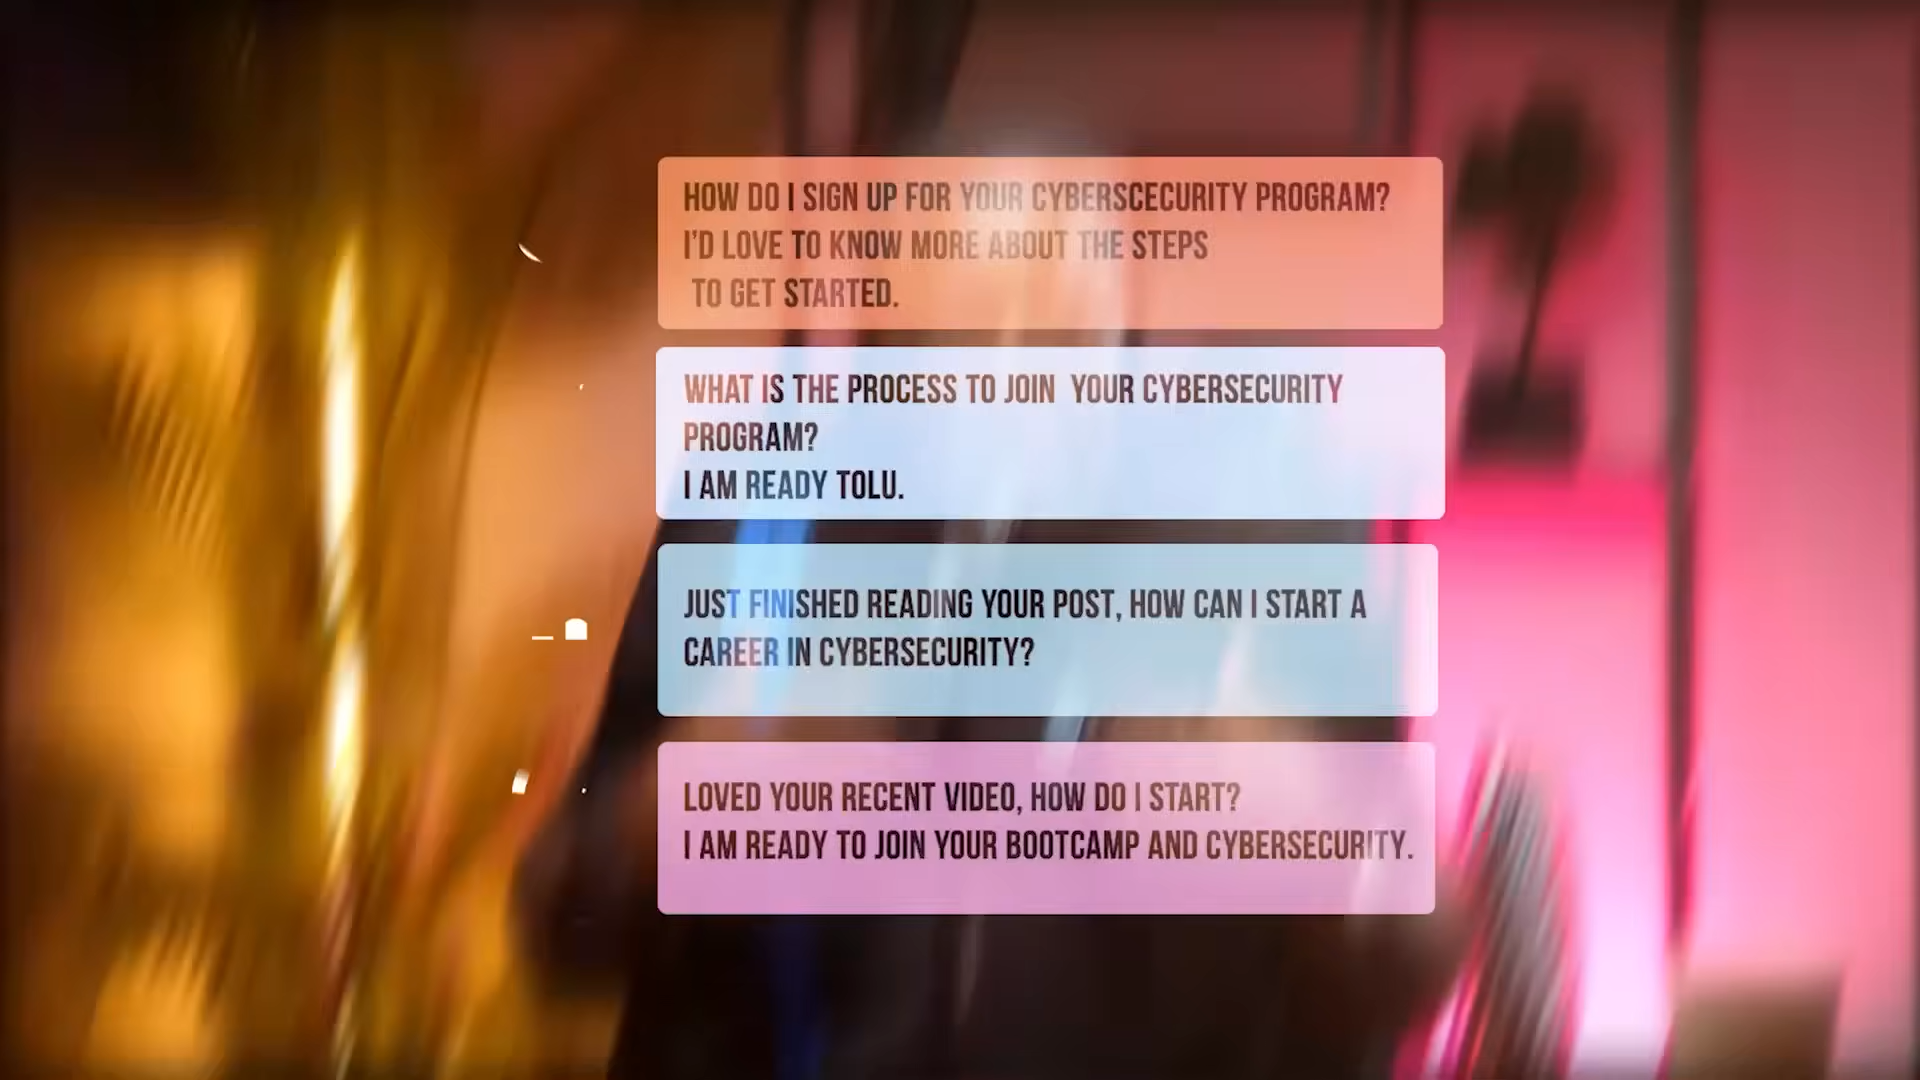 HOW DO I SIGN UP FOR YOUR CYBERSCECURITY PROGRAM?
I'D LOVE TO KNOW MORE ABOUT THE STEPS
TO GET STARTED.
WHAT IS THE PROCESS TO JOIN YOUR CYBERSECURITY
PROGRAM?
I AM READY TOLU.
JUST FINISHED READING YOUR POST, HOW CAN I START A
CAREER IN CYBERSECURITY?
LOVED YOUR RECENT VIDEO, HOW DO I START?
I AM READY TO JOIN YOUR BOOTCAMP AND CYBERSECURITY.